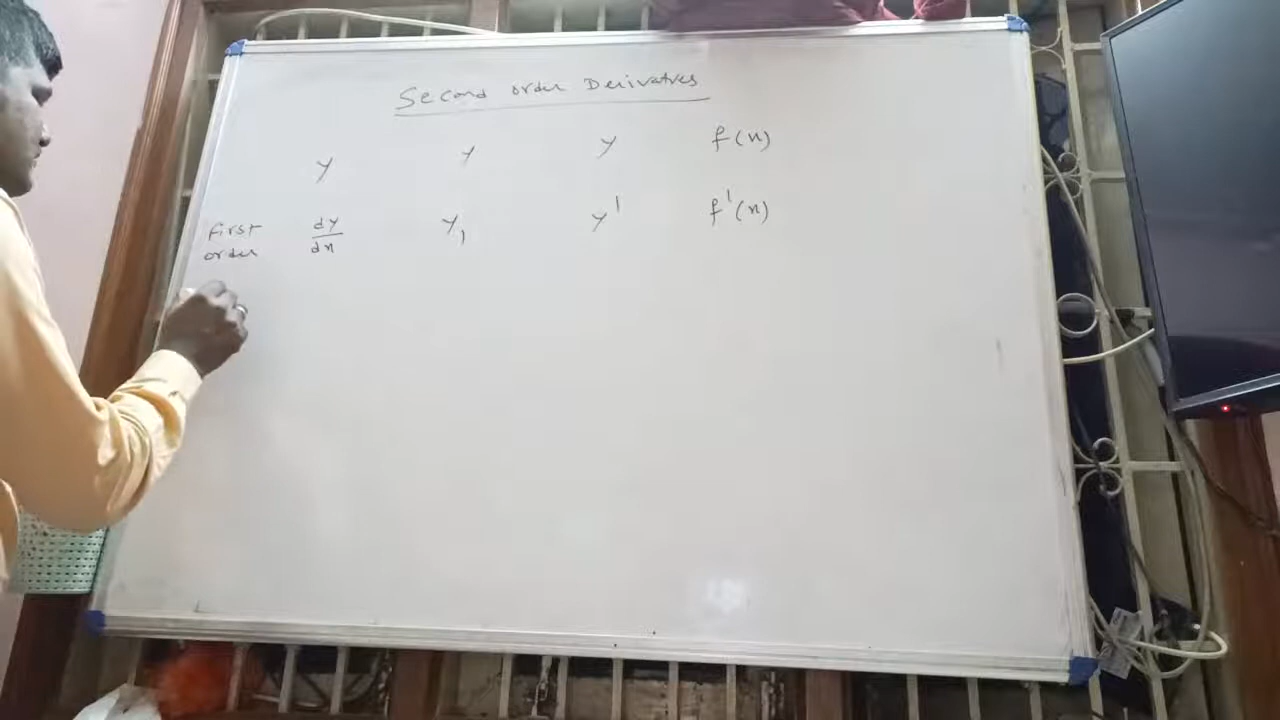 Second order Derivatives
y y y f(x)
First order dy/dx y₁ y' f'(x)